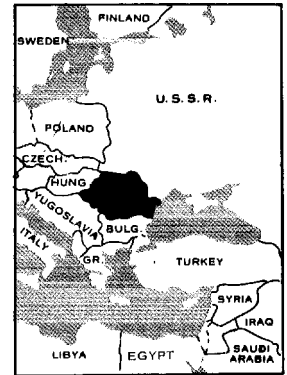 FINLAND
SWEDEN
U.S.S.R.
POLAND
CZECH.
HUNG
YUGOSLAVIA
ITALY
BULG.
GR.
TURKEY
SYRIA
IRAQ
SAUDI
ARABIA
LIBYA
EGYPT